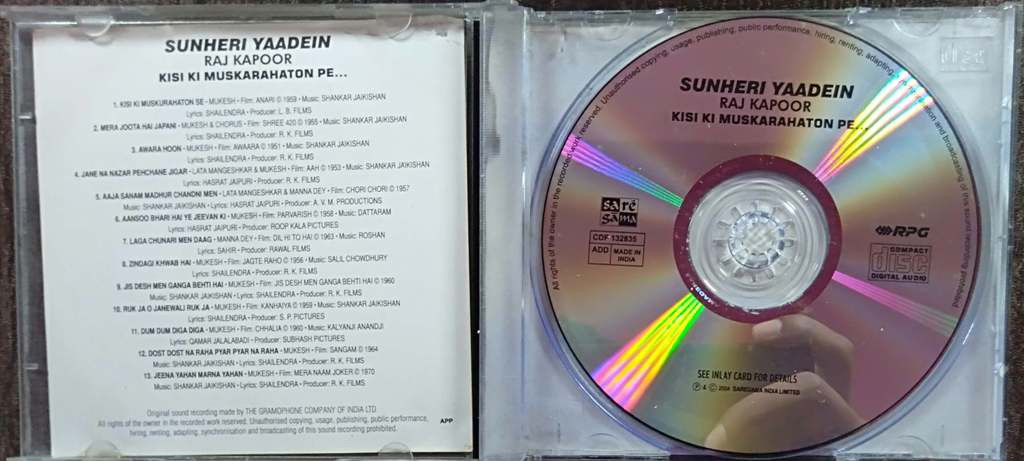 SUNHERI YAADEIN
RAJ KAPOOR
KISI KI MUSKARAHATON PE...
1. KISI KI MUSKURAHATON SE • MUKESH • Film: ANARI © 1959 • Music: SHANKAR JAIKISHAN
Lyrics: SHAILENDRA • Producer: L. B. FILMS
2. MERA JOOTA HAI JAPANI • MUKESH & CHORUS • Film: SHREE 420 © 1955 • Music: SHANKAR JAIKISHAN
Lyrics: SHAILENDRA • Producer: R. K. FILMS
3. AWARA HOON • MUKESH • Film: AWAARA © 1951 • Music: SHANKAR JAIKISHAN
Lyrics: SHAILENDRA • Producer: R. K. FILMS
4. JANE NA NAZAR PEHCHANE JIGAR • LATA MANGESHKAR & MUKESH • Film: AAH © 1953 • Music: SHANKAR JAIKISHAN
Lyrics: HASRAT JAIPURI • Producer: R. K. FILMS
5. AAJA SANAM MADHUR CHANDNI MEN • LATA MANGESHKAR & MANNA DEY • Film: CHORI CHORI © 1957
Music: SHANKAR JAIKISHAN • Lyrics: HASRAT JAIPURI • Producer: A. V. M. PRODUCTIONS
6. AANSOO BHARI HAI YE JEEVAN KI • MUKESH • Film: PARVARISH © 1958 • Music: DATTARAM
Lyrics: HASRAT JAIPURI • Producer: ROOP KALA PICTURES
7. LAGA CHUNARI MEN DAAG • MANNA DEY • Film: DIL HI TO HAI © 1963 • Music: ROSHAN
Lyrics: SAHIR • Producer: RAWAL FILMS
8. ZINDAGI KHWAB HAI • MUKESH • Film: JAGTE RAHO © 1956 • Music: SALIL CHOWDHURY
Lyrics: SHAILENDRA • Producer: R. K. FILMS
9. JIS DESH MEN GANGA BEHTI HAI • MUKESH • Film: JIS DESH MEN GANGA BEHTI HAI © 1960
Music: SHANKAR JAIKISHAN • Lyrics: SHAILENDRA • Producer: R. K. FILMS
10. RUK JA O JANEWALI RUK JA • MUKESH • Film: KANHAIYA © 1959 • Music: SHANKAR JAIKISHAN
Lyrics: SHAILENDRA • Producer: S. P. PICTURES
11. DUM DUM DIGA DIGA • MUKESH • Film: CHHALIA © 1960 • Music: KALYANJI ANANDJI
Lyrics: QAMAR JALALABADI • Producer: SUBHASH PICTURES
12. DOST DOST NA RAHA PYAR PYAR NA RAHA • MUKESH • Film: SANGAM © 1964
Music: SHANKAR JAIKISHAN • Lyrics: SHAILENDRA • Producer: R. K. FILMS
13. JEENA YAHAN MARNA YAHAN • MUKESH • Film: MERA NAAM JOKER © 1970
Music: SHANKAR JAIKISHAN • Lyrics: SHAILENDRA • Producer: R. K. FILMS
Original sound recording made by THE GRAMOPHONE COMPANY OF INDIA LTD.
All rights of the owner in the recorded work reserved. Unauthorised copying, usage, publishing, public performance,
hiring, renting, adapting, synchronisation and broadcasting of this sound recording prohibited.
APP
All rights of the owner in the recorded work reserved. Unauthorised copying, usage, publishing, public performance, hiring, renting, adapting, synchronisation and broadcasting of this sound recording prohibited.
SUNHERI YAADEIN
RAJ KAPOOR
KISI KI MUSKARAHATON PE...
sare
sama
CDF 132835
ADD
MADE IN
INDIA
RPG
COMPACT
disc
DIGITAL AUDIO
SEE INLAY CARD FOR DETAILS
℗ & © 2004 SAREGAMA INDIA LIMITED
disc